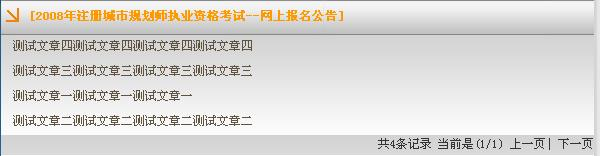 [2008年注册城市规划师执业资格考试--网上报名公告]
测试文章四测试文章四测试文章四测试文章四
测试文章三测试文章三测试文章三测试文章三
测试文章一测试文章一测试文章一
测试文章二测试文章二测试文章二测试文章二
共4条记录 当前是(1/1) 上一页| 下一页